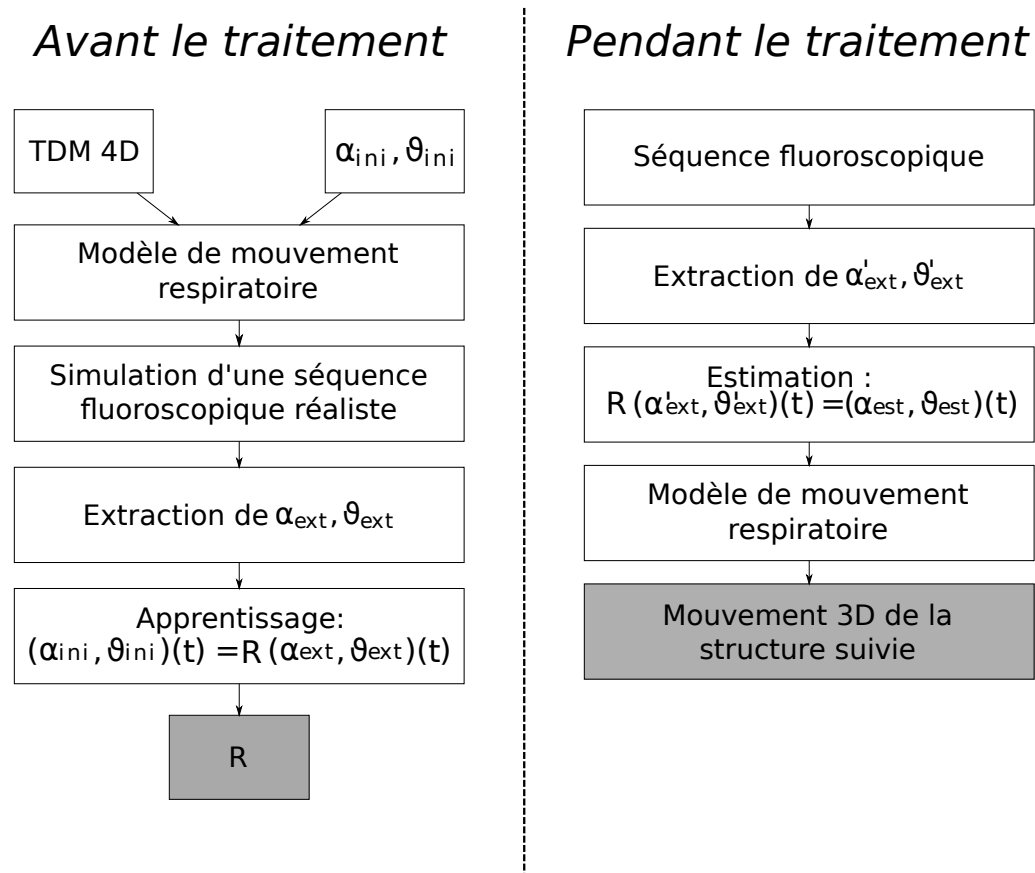 Avant le traitement
TDM 4D
αini, ϑini
Modèle de mouvement
respiratoire
Simulation d'une séquence
fluoroscopique réaliste
Extraction de αext, ϑext
Apprentissage:
(αini, ϑini)(t) = R (αext, ϑext)(t)
R
Pendant le traitement
Séquence fluoroscopique
Extraction de α'ext, ϑ'ext
Estimation :
R (α'ext, ϑ'ext)(t) = (αest, ϑest)(t)
Modèle de mouvement
respiratoire
Mouvement 3D de la
structure suivie